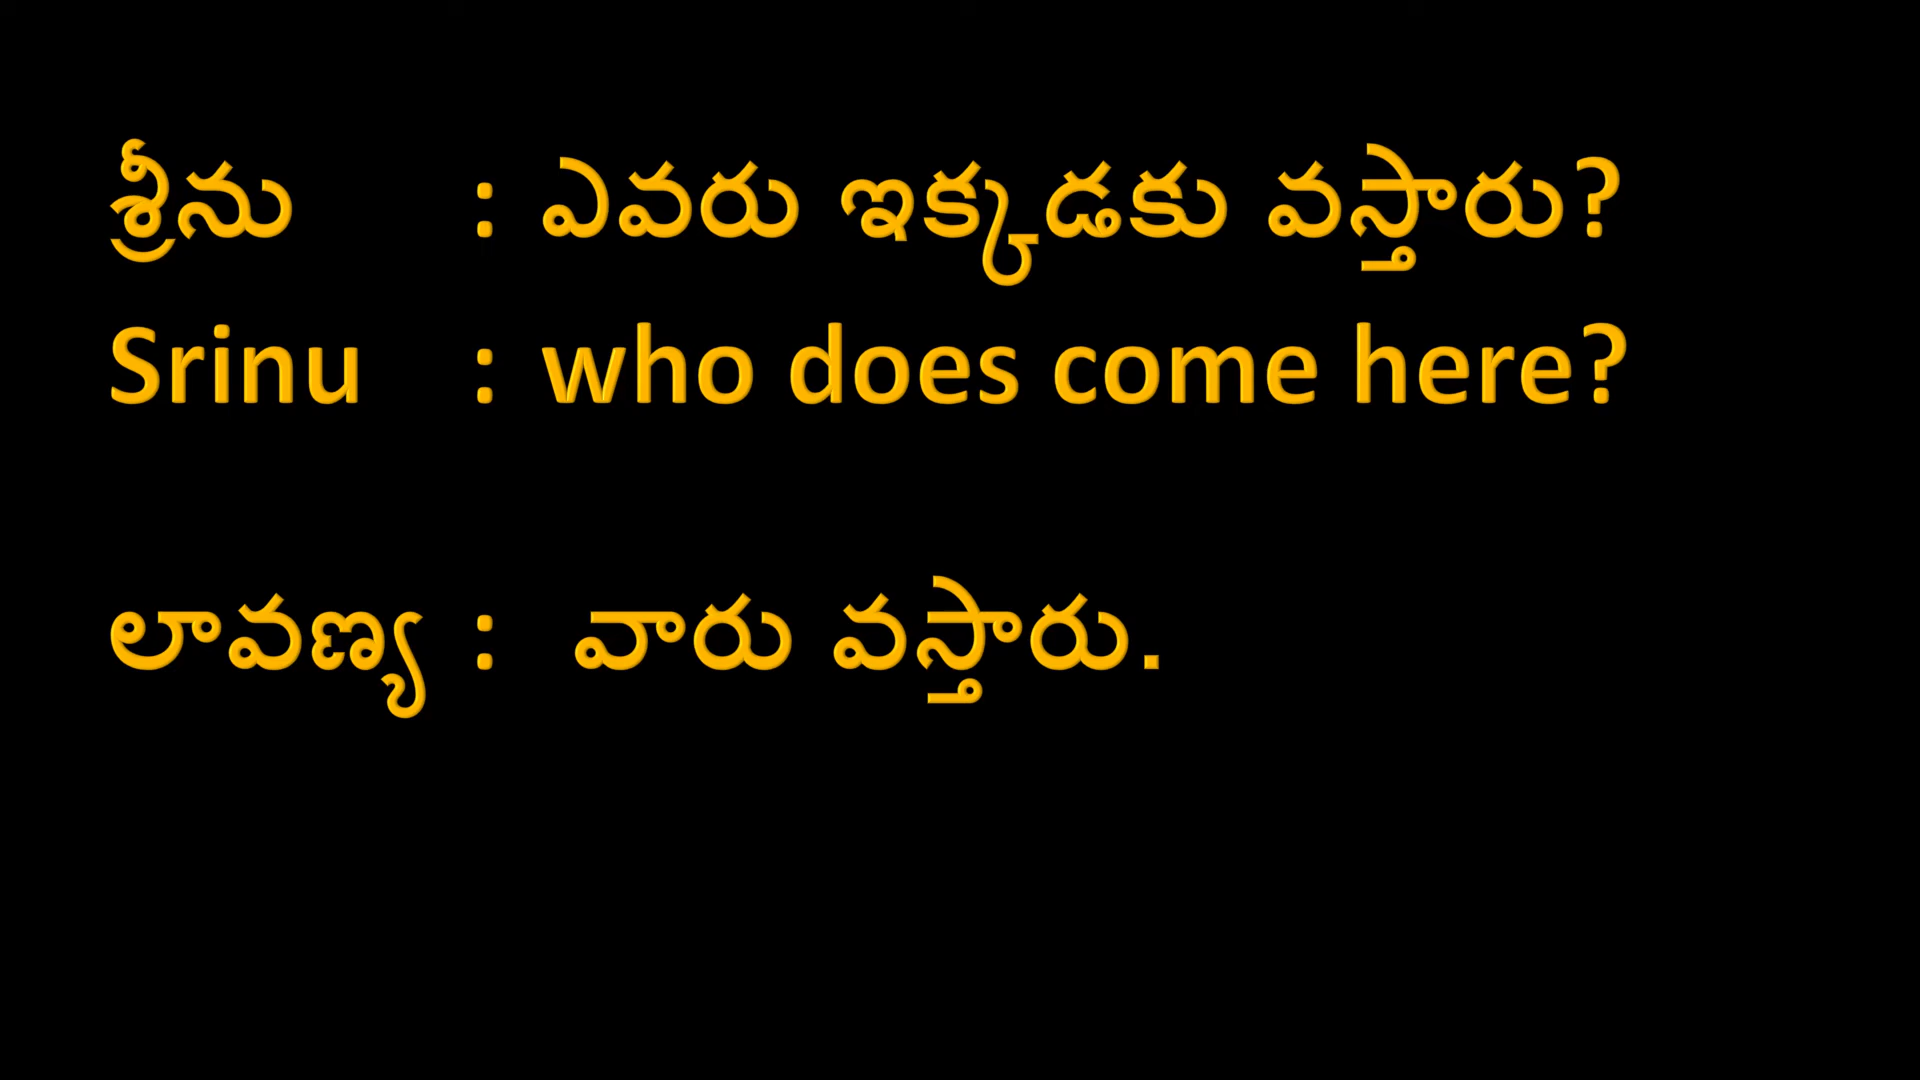 శ్రీను : ఎవరు ఇక్కడకు వస్తారు?
Srinu : who does come here?
లావణ్య : వారు వస్తారు.